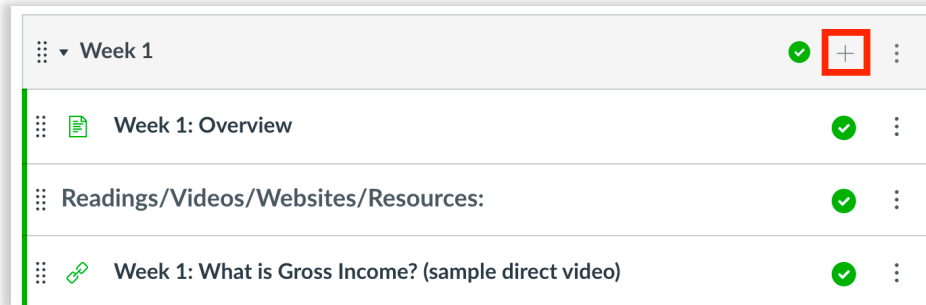 Week 1
Week 1: Overview
Readings/Videos/Websites/Resources:
Week 1: What is Gross Income? (sample direct video)